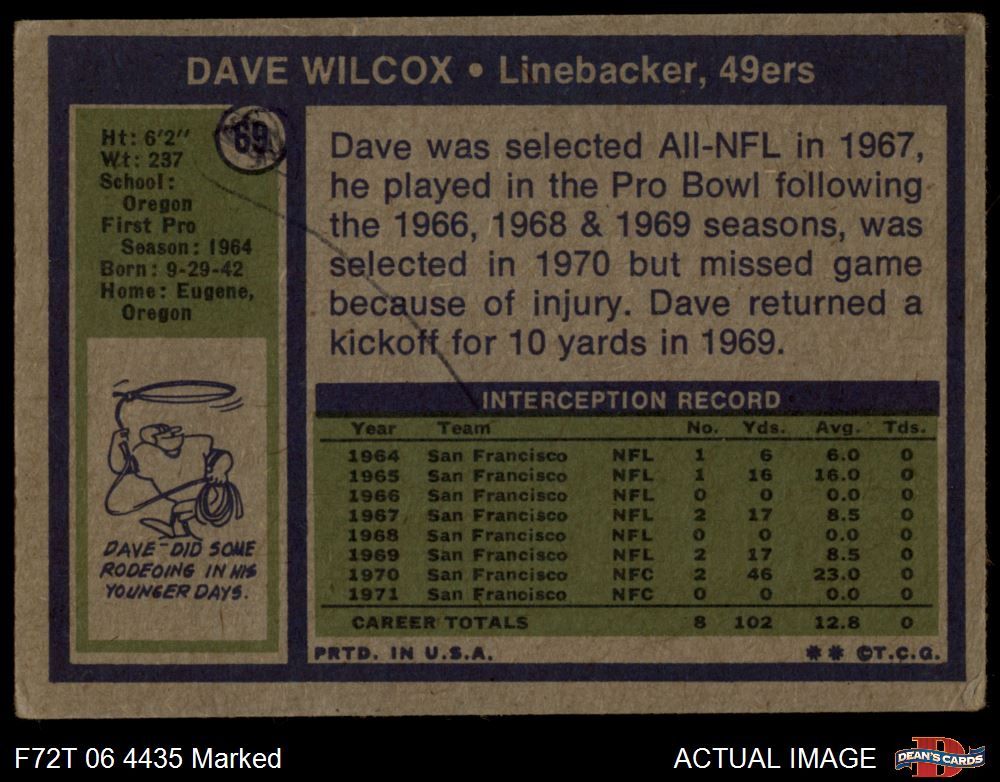 DAVE WILCOX • Linebacker, 49ers
69
Ht: 6'2"
Wt: 237
School:
Oregon
First Pro
Season: 1964
Born: 9-29-42
Home: Eugene,
Oregon
Dave was selected All-NFL in 1967,
he played in the Pro Bowl following
the 1966, 1968 & 1969 seasons, was
selected in 1970 but missed game
because of injury. Dave returned a
kickoff for 10 yards in 1969.
DAVE DID SOME
RODEOING IN HIS
YOUNGER DAYS.
INTERCEPTION RECORD
Year Team No. Yds. Avg. Tds.
1964 San Francisco NFL 1 6 6.0 0
1965 San Francisco NFL 1 16 16.0 0
1966 San Francisco NFL 0 0 0.0 0
1967 San Francisco NFL 2 17 8.5 0
1968 San Francisco NFL 0 0 0.0 0
1969 San Francisco NFL 2 17 8.5 0
1970 San Francisco NFC 2 46 23.0 0
1971 San Francisco NFC 0 0 0.0 0
CAREER TOTALS 8 102 12.8 0
PRTD. IN U.S.A. ** ©T.C.G.
F72T 06 4435 Marked
ACTUAL IMAGE
DEAN'S CARDS